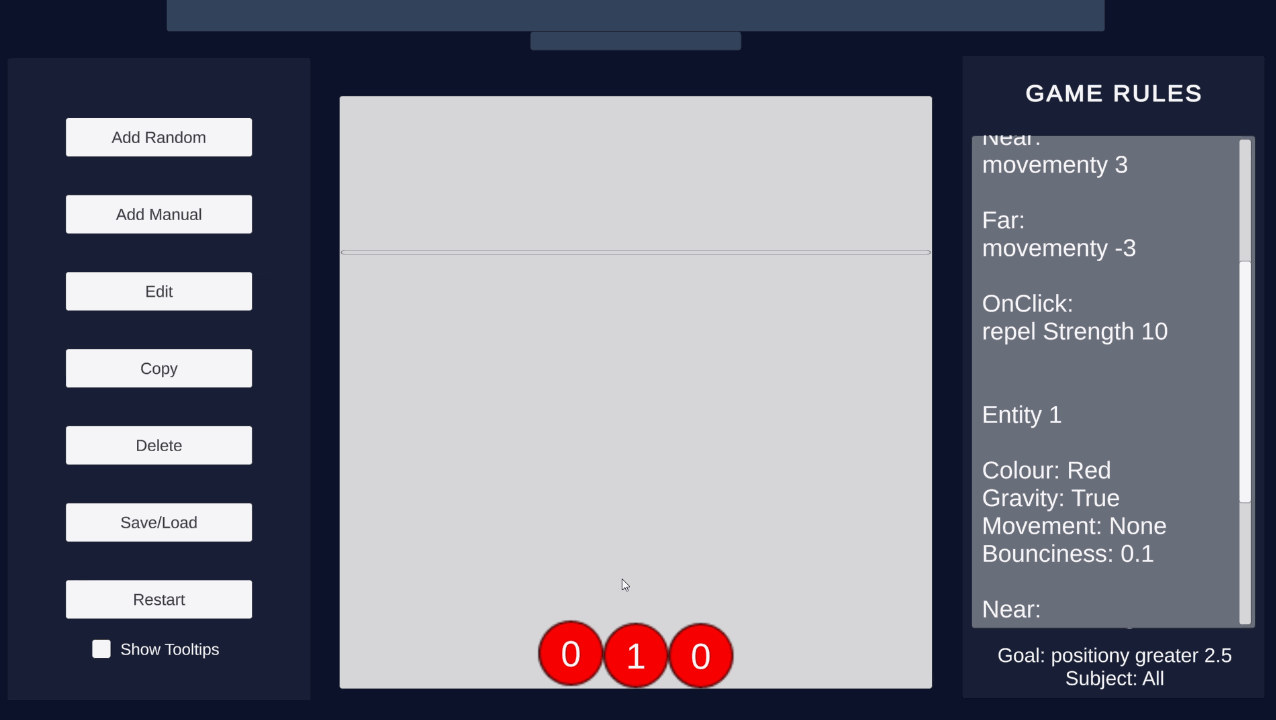 Add Random
Add Manual
Edit
Copy
Delete
Save/Load
Restart
Show Tooltips
0
1
0
GAME RULES
Near:
movementy 3
Far:
movementy -3
OnClick:
repel Strength 10
Entity 1
Colour: Red
Gravity: True
Movement: None
Bounciness: 0.1
Near:
Goal: positiony greater 2.5
Subject: All